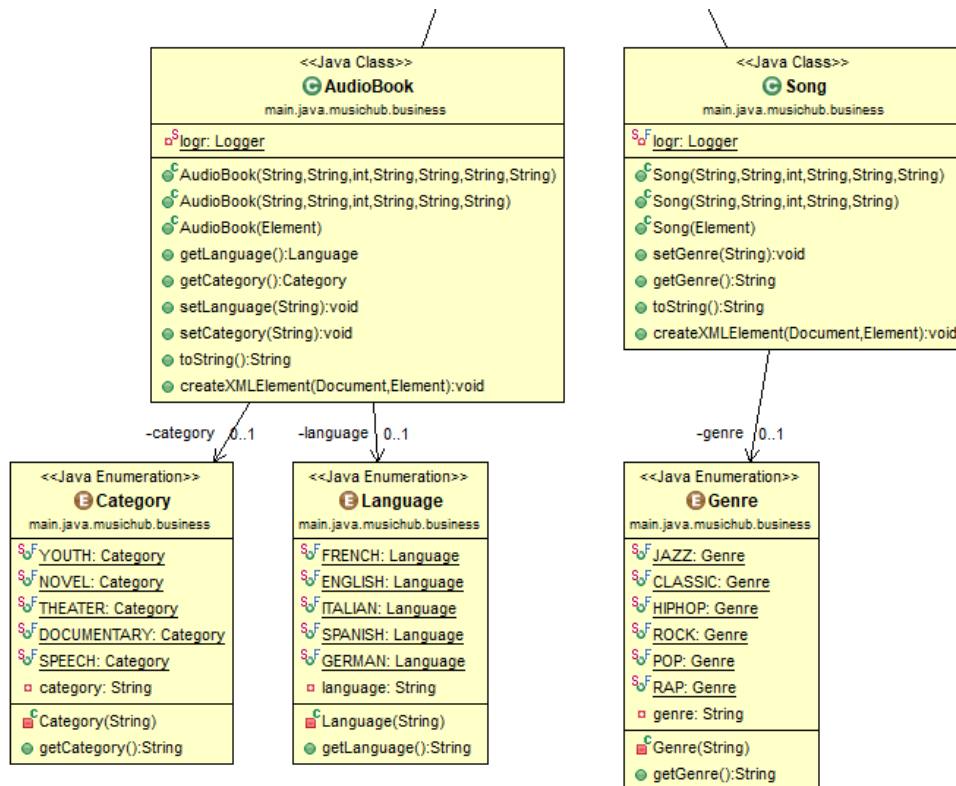 <<Java Class>>
AudioBook
main.java.musichub.business
logr: Logger
AudioBook(String,String,int,String,String,String,String)
AudioBook(String,String,int,String,String,String)
AudioBook(Element)
getLanguage():Language
getCategory():Category
setLanguage(String):void
setCategory(String):void
toString():String
createXMLElement(Document,Element):void
<<Java Class>>
Song
main.java.musichub.business
logr: Logger
Song(String,String,int,String,String,String)
Song(String,String,int,String,String)
Song(Element)
setGenre(String):void
getGenre():String
toString():String
createXMLElement(Document,Element):void
-category 0..1
-language 0..1
-genre 0..1
<<Java Enumeration>>
Category
main.java.musichub.business
YOUTH: Category
NOVEL: Category
THEATER: Category
DOCUMENTARY: Category
SPEECH: Category
category: String
Category(String)
getCategory():String
<<Java Enumeration>>
Language
main.java.musichub.business
FRENCH: Language
ENGLISH: Language
ITALIAN: Language
SPANISH: Language
GERMAN: Language
language: String
Language(String)
getLanguage():String
<<Java Enumeration>>
Genre
main.java.musichub.business
JAZZ: Genre
CLASSIC: Genre
HIPHOP: Genre
ROCK: Genre
POP: Genre
RAP: Genre
genre: String
Genre(String)
getGenre():String